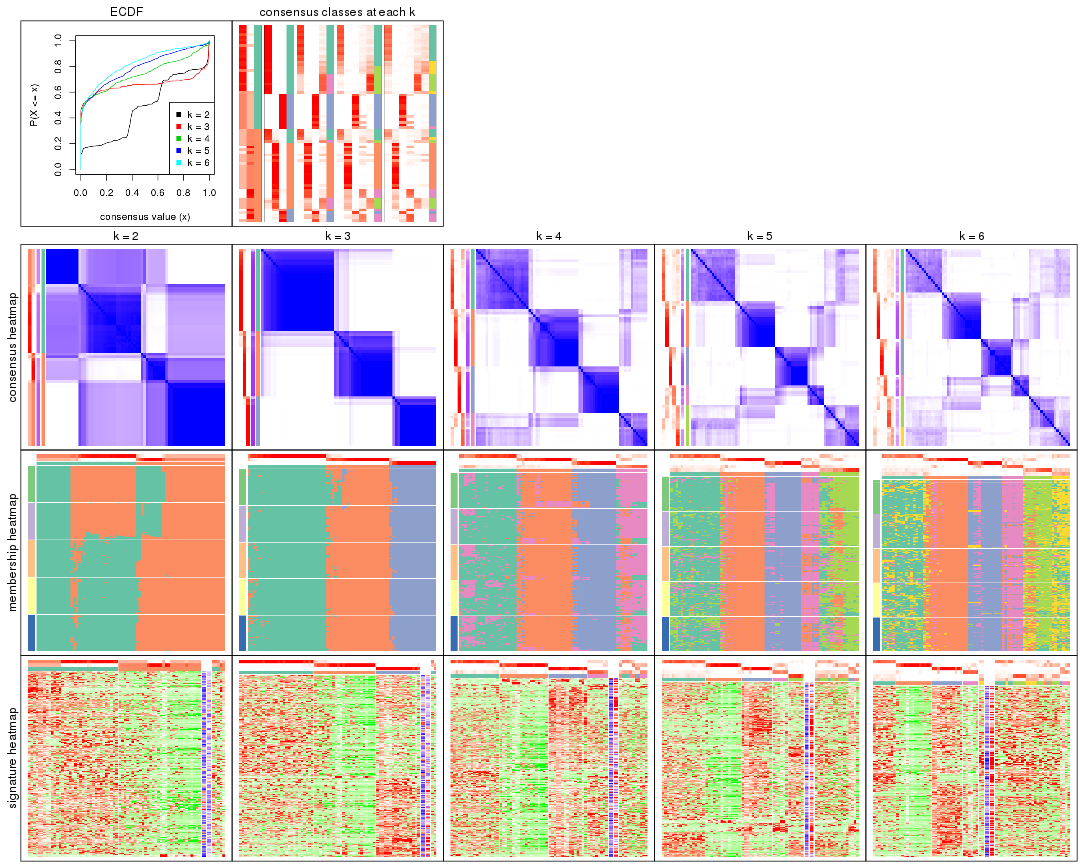 ECDF
consensus classes at each k
P(X <= x)
0.0 0.2 0.4 0.6 0.8 1.0
k = 2
k = 3
k = 4
k = 5
k = 6
0.0 0.2 0.4 0.6 0.8 1.0
consensus value (x)
k = 2 k = 3 k = 4 k = 5 k = 6
consensus heatmap
membership heatmap
signature heatmap